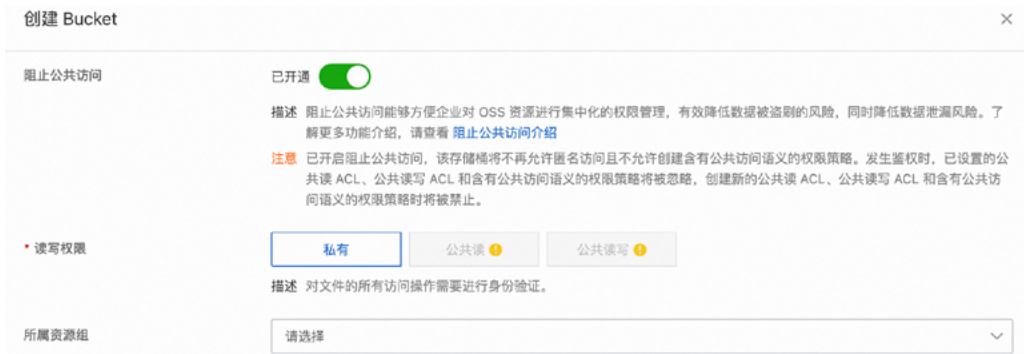 创建 Bucket
阻止公共访问
已开通
描述 阻止公共访问能够方便企业对 OSS 资源进行集中化的权限管理，有效降低数据被盗刷的风险，同时降低数据泄漏风险。了
解更多功能介绍，请查看 阻止公共访问介绍
注意 已开启阻止公共访问，该存储桶将不再允许匿名访问且不允许创建含有公共访问语义的权限策略。发生鉴权时，已设置的公
共读 ACL、公共读写 ACL 和含有公共访问语义的权限策略将被忽略，创建新的公共读 ACL、公共读写 ACL 和含有公共访
问语义的权限策略时将被禁止。
* 读写权限
私有 公共读 公共读写
描述 对文件的所有访问操作需要进行身份验证。
所属资源组
请选择